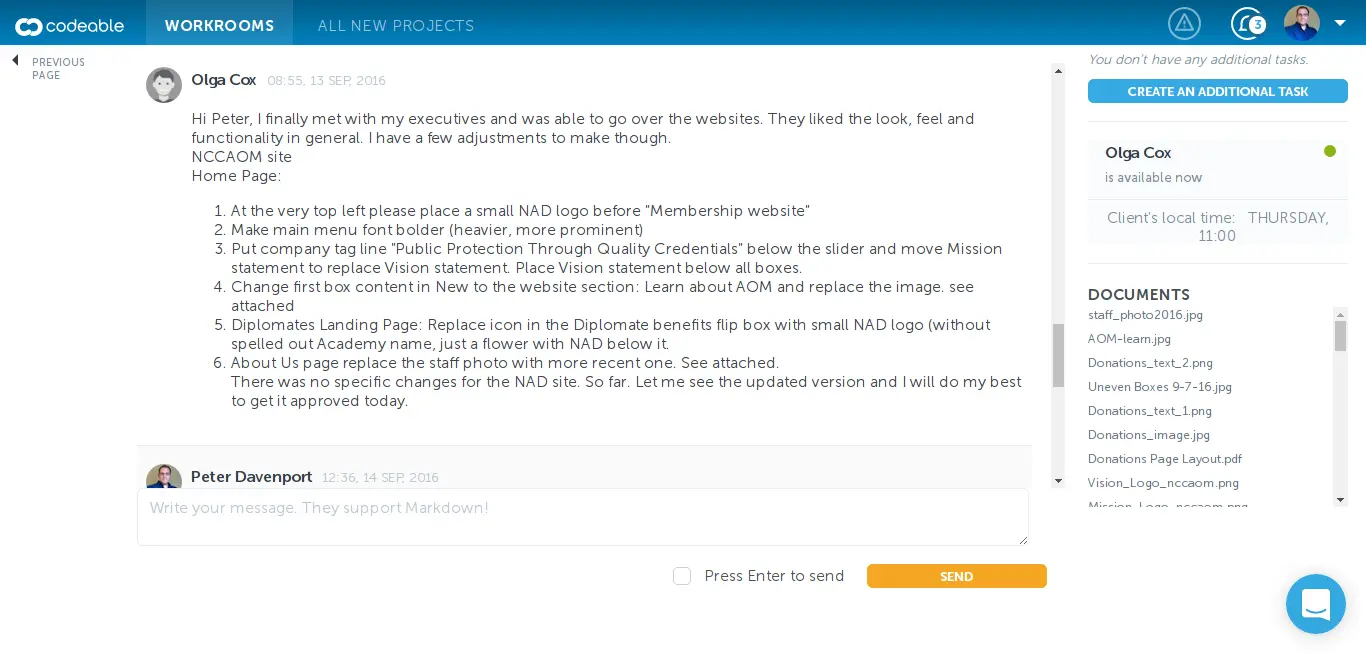 codeable WORKROOMS ALL NEW PROJECTS 3
PREVIOUS
PAGE
Olga Cox 08:55, 13 SEP, 2016
Hi Peter, I finally met with my executives and was able to go over the websites. They liked the look, feel and
functionality in general. I have a few adjustments to make though.
NCCAOM site
Home Page:
1. At the very top left please place a small NAD logo before "Membership website"
2. Make main menu font bolder (heavier, more prominent)
3. Put company tag line "Public Protection Through Quality Credentials" below the slider and move Mission
statement to replace Vision statement. Place Vision statement below all boxes.
4. Change first box content in New to the website section: Learn about AOM and replace the image. see
attached
5. Diplomates Landing Page: Replace icon in the Diplomate benefits flip box with small NAD logo (without
spelled out Academy name, just a flower with NAD below it.
6. About Us page replace the staff photo with more recent one. See attached.
There was no specific changes for the NAD site. So far. Let me see the updated version and I will do my best
to get it approved today.
Peter Davenport 12:36, 14 SEP, 2016
Write your message. They support Markdown!
Press Enter to send SEND
You don't have any additional tasks.
CREATE AN ADDITIONAL TASK
Olga Cox
is available now
Client's local time: THURSDAY,
11:00
DOCUMENTS
staff_photo2016.jpg
AOM-learn.jpg
Donations_text_2.png
Uneven Boxes 9-7-16.jpg
Donations_text_1.png
Donations_image.jpg
Donations Page Layout.pdf
Vision_Logo_nccaom.png
Mission_Logo_nccaom.png